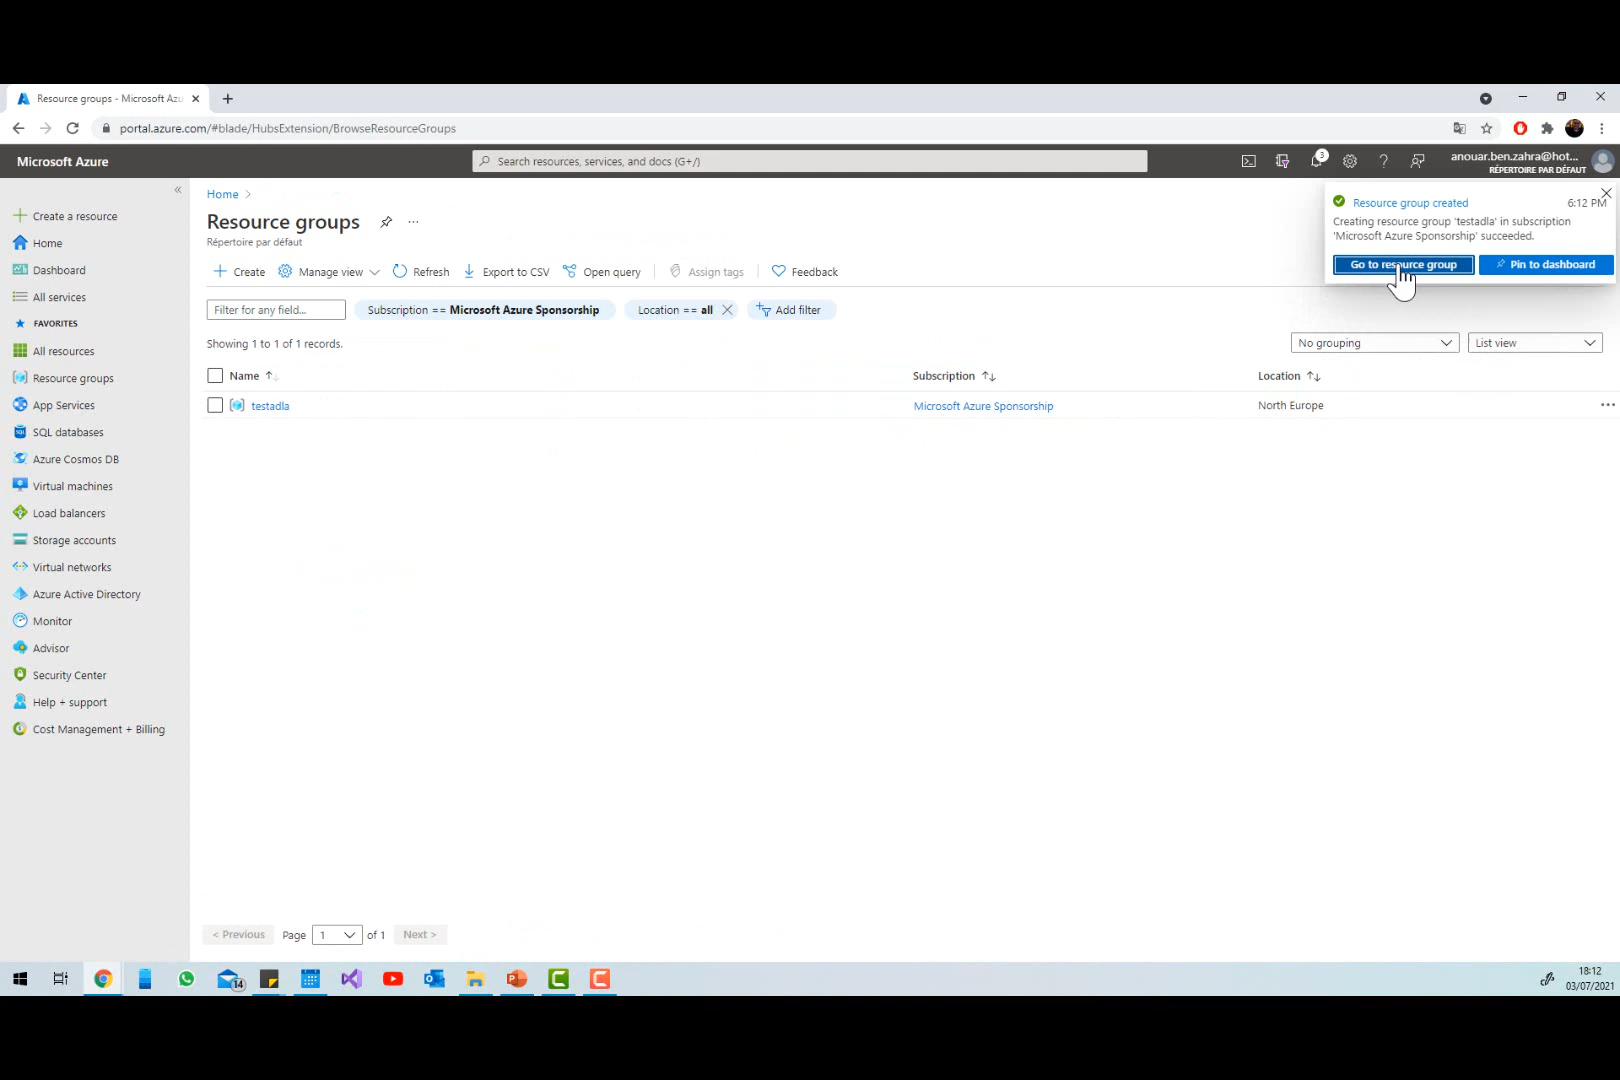 Resource groups - Microsoft Azu
portal.azure.com/#blade/HubsExtension/BrowseResourceGroups
Microsoft Azure
Search resources, services, and docs (G+/)
3
anouar.ben.zahra@hot...
RÉPERTOIRE PAR DÉFAUT
Resource group created
6:12 PM
Creating resource group 'testadla' in subscription
'Microsoft Azure Sponsorship' succeeded.
Go to resource group
Pin to dashboard
Create a resource
Home
Dashboard
All services
FAVORITES
All resources
Resource groups
App Services
SQL databases
Azure Cosmos DB
Virtual machines
Load balancers
Storage accounts
Virtual networks
Azure Active Directory
Monitor
Advisor
Security Center
Help + support
Cost Management + Billing
Home >
Resource groups
Répertoire par défaut
Create Manage view Refresh Export to CSV Open query Assign tags Feedback
Filter for any field... Subscription == Microsoft Azure Sponsorship Location == all Add filter
Showing 1 to 1 of 1 records.
No grouping List view
Name Subscription Location
testadla Microsoft Azure Sponsorship North Europe
< Previous Page 1 of 1 Next >
14
18:12
03/07/2021